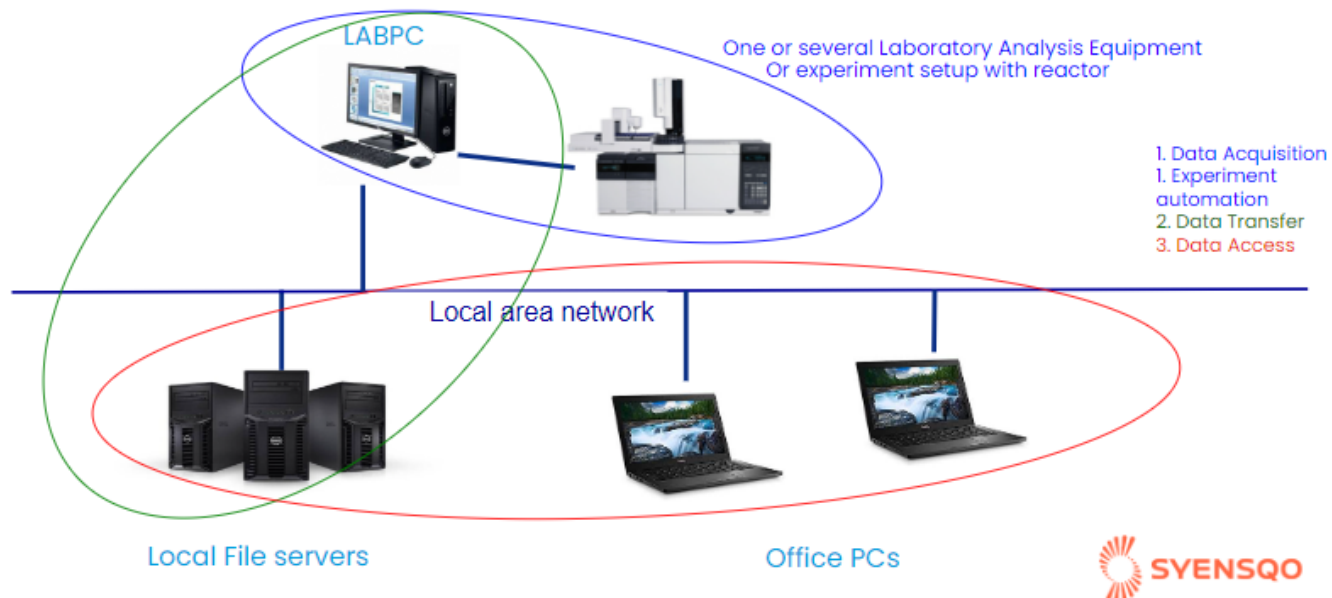 LABPC
One or several Laboratory Analysis Equipment
Or experiment setup with reactor
1. Data Acquisition
1. Experiment
automation
2. Data Transfer
3. Data Access
Local area network
Local File servers
Office PCs
SYENSQO